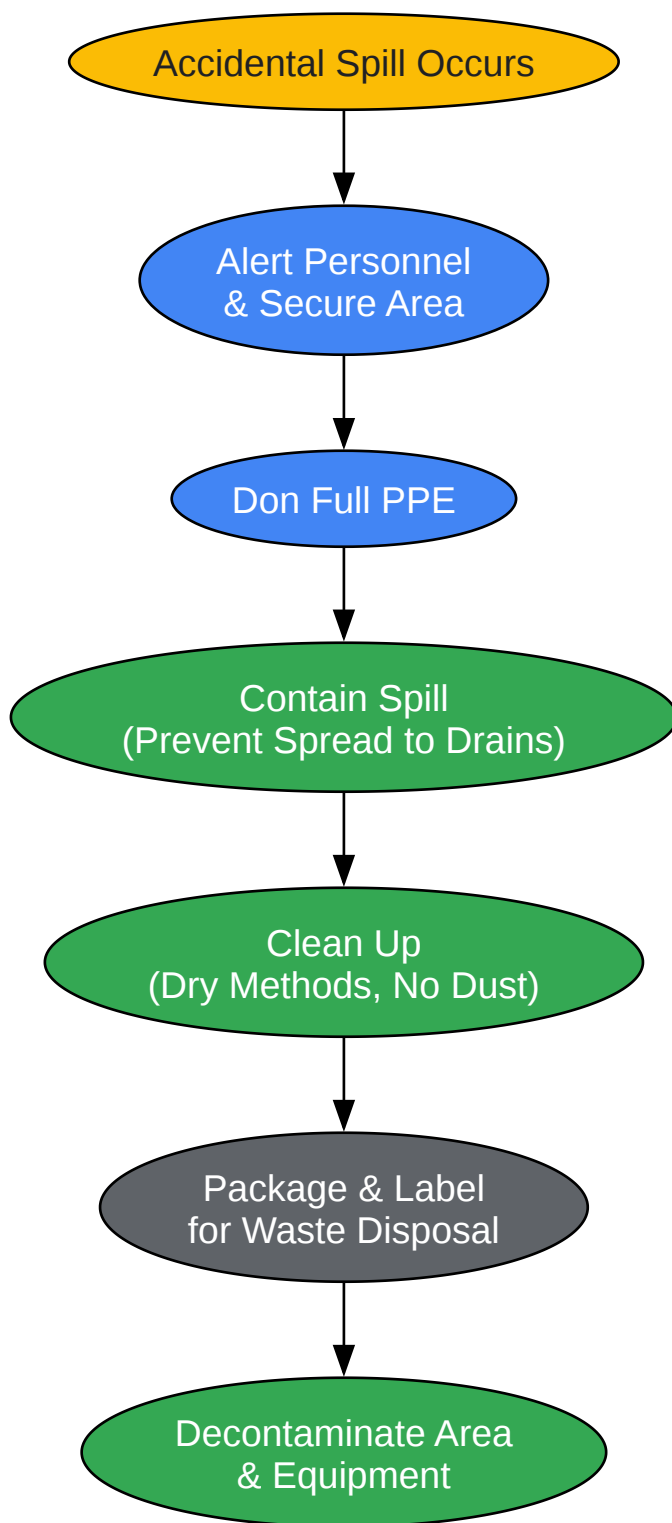 Accidental Spill Occurs
Alert Personnel
& Secure Area
Don Full PPE
Contain Spill
(Prevent Spread to Drains)
Clean Up
(Dry Methods, No Dust)
Package & Label
for Waste Disposal
Decontaminate Area
& Equipment